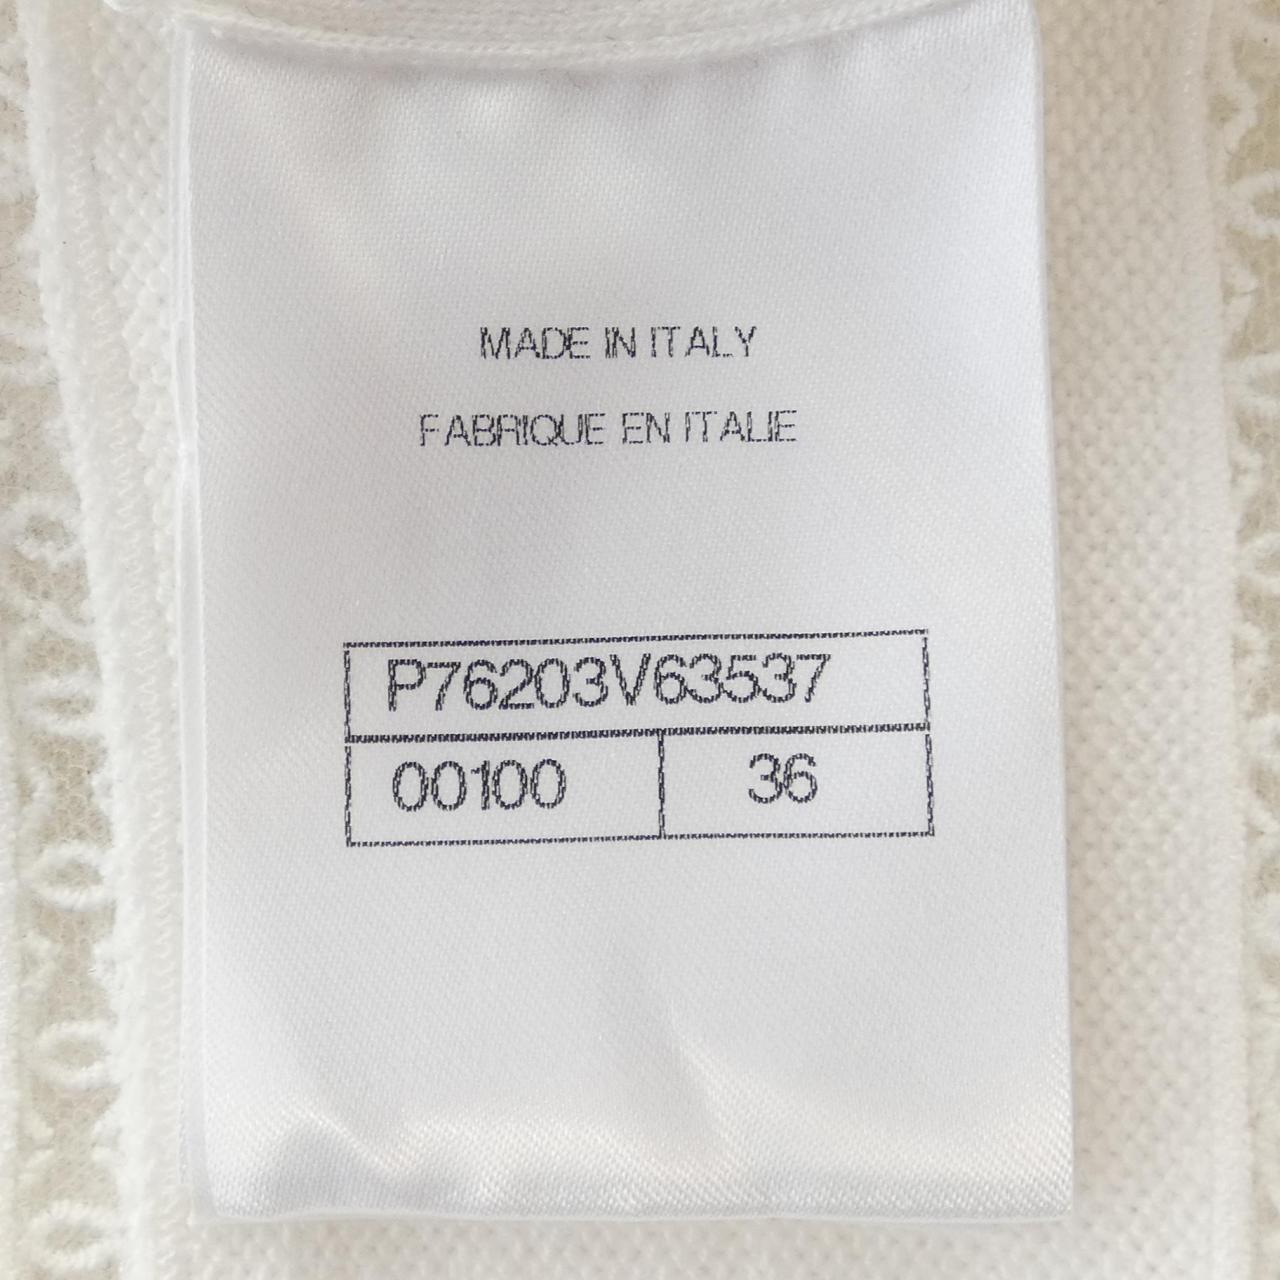 MADE IN ITALY
FABRIQUE EN ITALIE
P76203V63537
00100 36